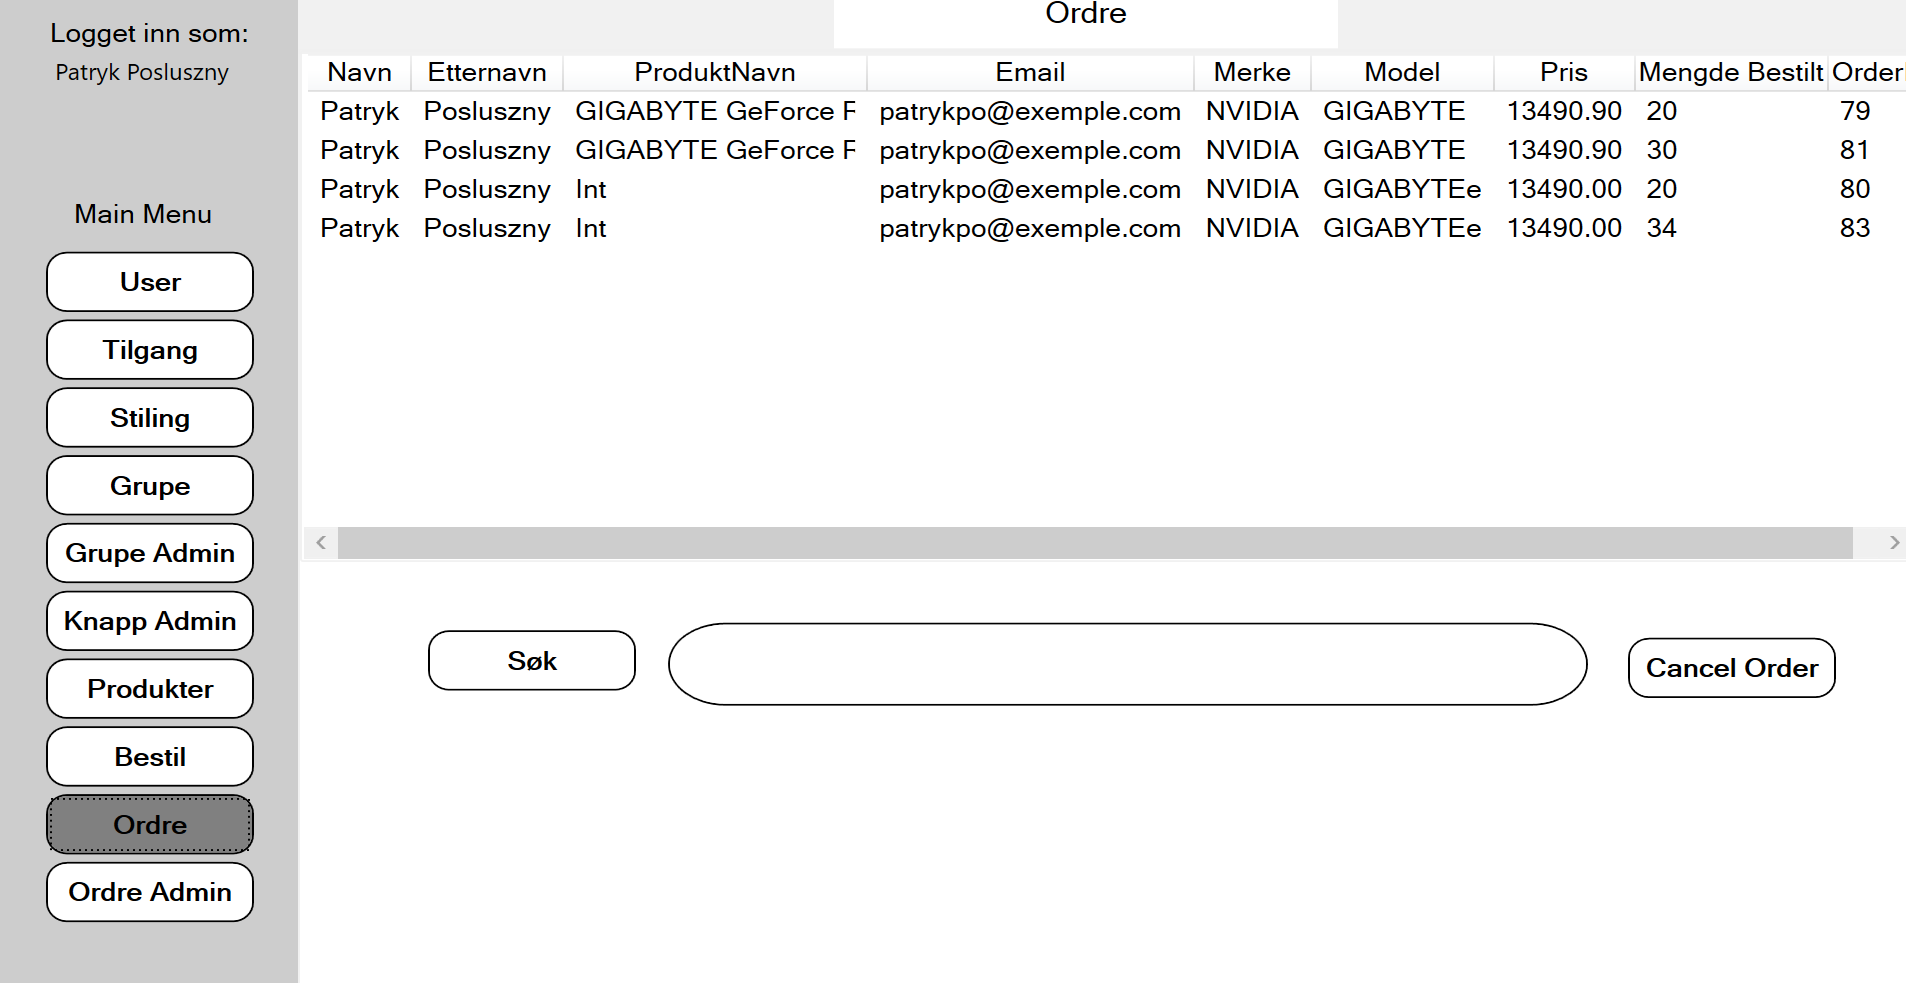 Logget inn som:
Patryk Posluszny
Main Menu
User
Tilgang
Stiling
Grupe
Grupe Admin
Knapp Admin
Produkter
Bestil
Ordre
Ordre Admin
Ordre
Navn Etternavn ProduktNavn Email Merke Model Pris Mengde Bestilt Order
Patryk Posluszny GIGABYTE GeForce R patrykpo@exemple.com NVIDIA GIGABYTE 13490.90 20 79
Patryk Posluszny GIGABYTE GeForce R patrykpo@exemple.com NVIDIA GIGABYTE 13490.90 30 81
Patryk Posluszny Int patrykpo@exemple.com NVIDIA GIGABYTEe 13490.00 20 80
Patryk Posluszny Int patrykpo@exemple.com NVIDIA GIGABYTEe 13490.00 34 83
Søk
Cancel Order